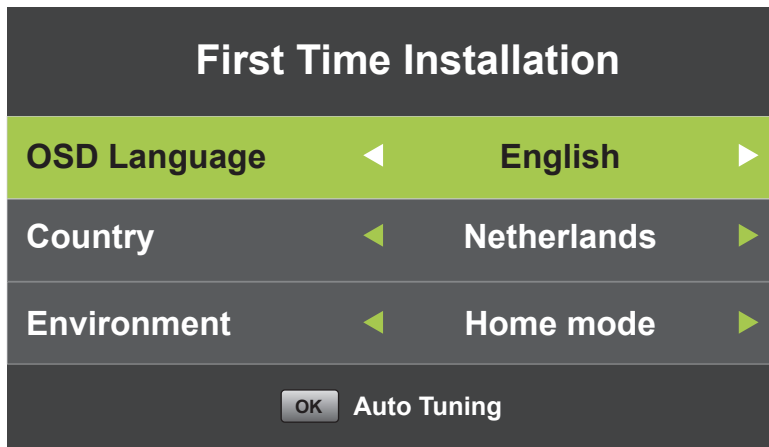 First Time Installation
OSD Language English
Country Netherlands
Environment Home mode
OK Auto Tuning